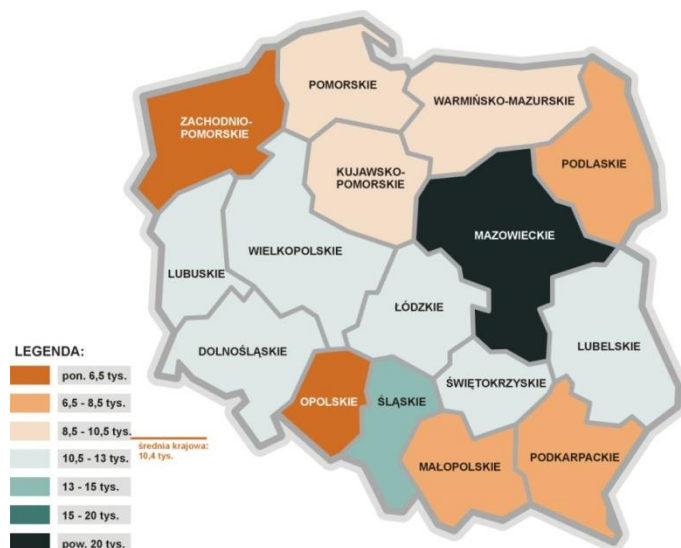 POMORSKIE
WARMIŃSKO-MAZURSKIE
ZACHODNIO-
POMORSKIE
PODLASKIE
KUJAWSKO-
POMORSKIE
MAZOWIECKIE
WIELKOPOLSKIE
LUBUSKIE
ŁÓDZKIE
LUBELSKIE
DOLNOŚLĄSKIE
ŚWIĘTOKRZYSKIE
OPOLSKIE
ŚLĄSKIE
MAŁOPOLSKIE
PODKARPACKIE
LEGENDA:
pon. 6,5 tys.
6,5 - 8,5 tys.
8,5 - 10,5 tys.
średnia krajowa:
10,4 tys.
10,5 - 13 tys.
13 - 15 tys.
15 - 20 tys.
pow. 20 tys.